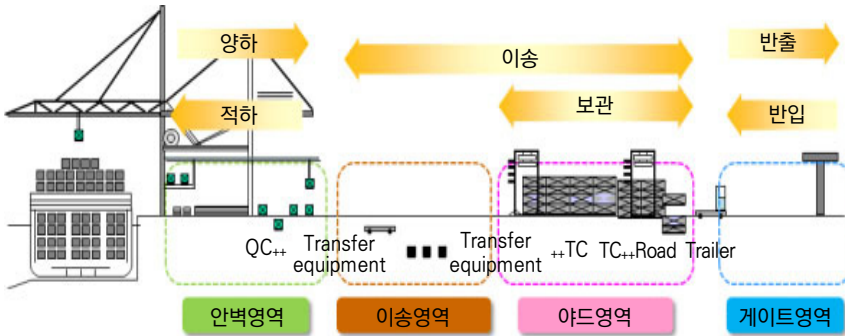 양하
이송
반출
적하
보관
반입
QC++ Transfer equipment
Transfer equipment
++TC
TC++Road
Trailer
안벽영역
이송영역
야드영역
게이트영역